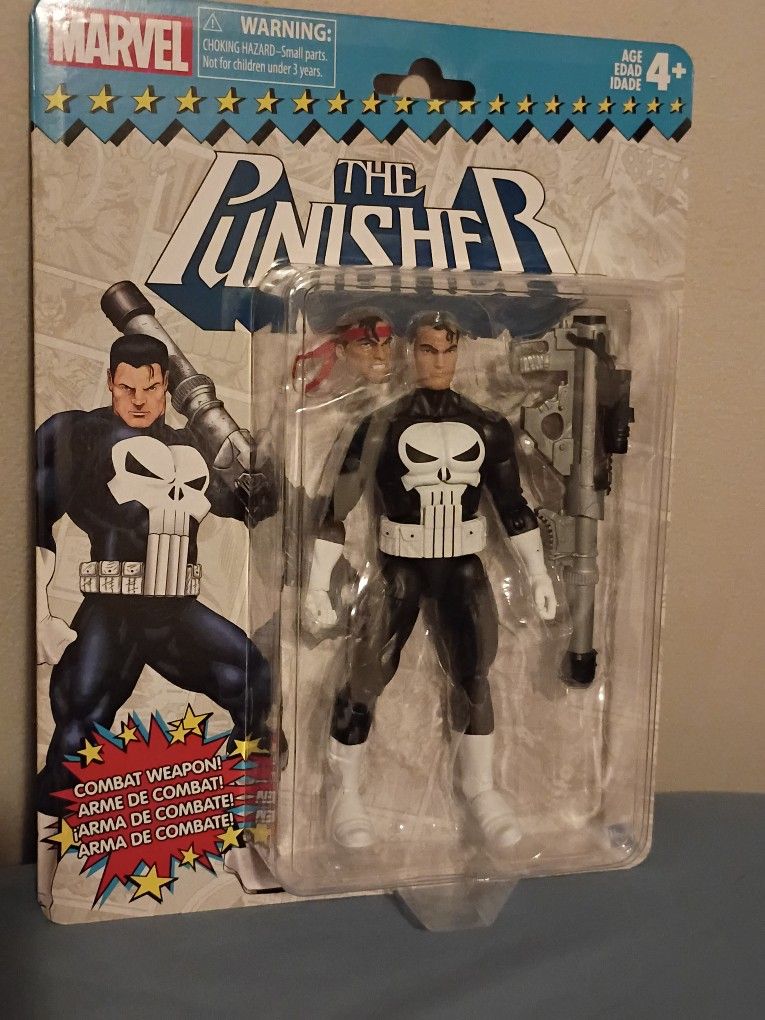 MARVEL
WARNING:
CHOKING HAZARD–Small parts.
Not for children under 3 years.
AGE
EDAD
IDADE
4+
THE
PUNISHER
COMBAT WEAPON!
ARME DE COMBAT!
¡ARMA DE COMBATE!
ARMA DE COMBATE!